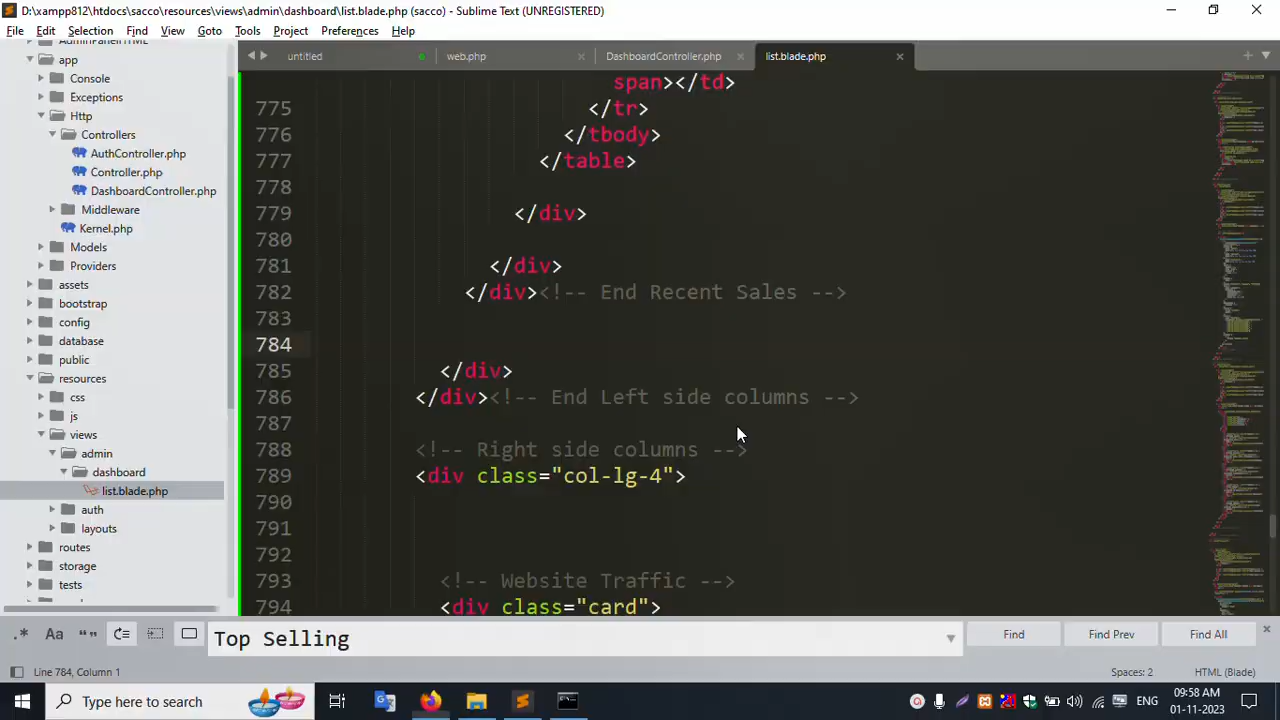 D:\xampp812\htdocs\sacco\resources\views\admin\dashboard\list.blade.php (sacco) - Sublime Text (UNREGISTERED)
File Edit Selection Find View Goto Tools Project Preferences Help
untitled web.php DashboardController.php list.blade.php
AdminPanelHTML
app
Console
Exceptions
Http
Controllers
AuthController.php
Controller.php
DashboardController.php
Middleware
Kernel.php
Models
Providers
assets
bootstrap
config
database
public
resources
css
js
views
admin
dashboard
list.blade.php
auth
layouts
routes
storage
tests
span></td>
775 </tr>
776 </tbody>
777 </table>
778
779 </div>
780
781 </div>
782 </div><!-- End Recent Sales -->
783
784
785 </div>
786 </div><!-- End Left side columns -->
787
788 <!-- Right side columns -->
789 <div class="col-lg-4">
790
791
792
793 <!-- Website Traffic -->
794 <div class="card">
.* Aa “” Top Selling Find Find Prev Find All
Line 784, Column 1 Spaces: 2 HTML (Blade)
Type here to search ENG 09:58 AM
01-11-2023